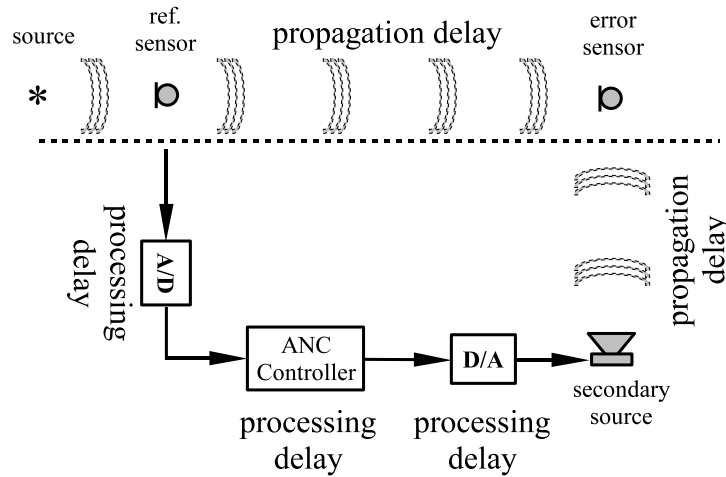 source
ref.
sensor
propagation delay
error
sensor
*
processing
delay
A/D
propagation
delay
ANC
Controller
D/A
secondary
source
processing
delay
processing
delay